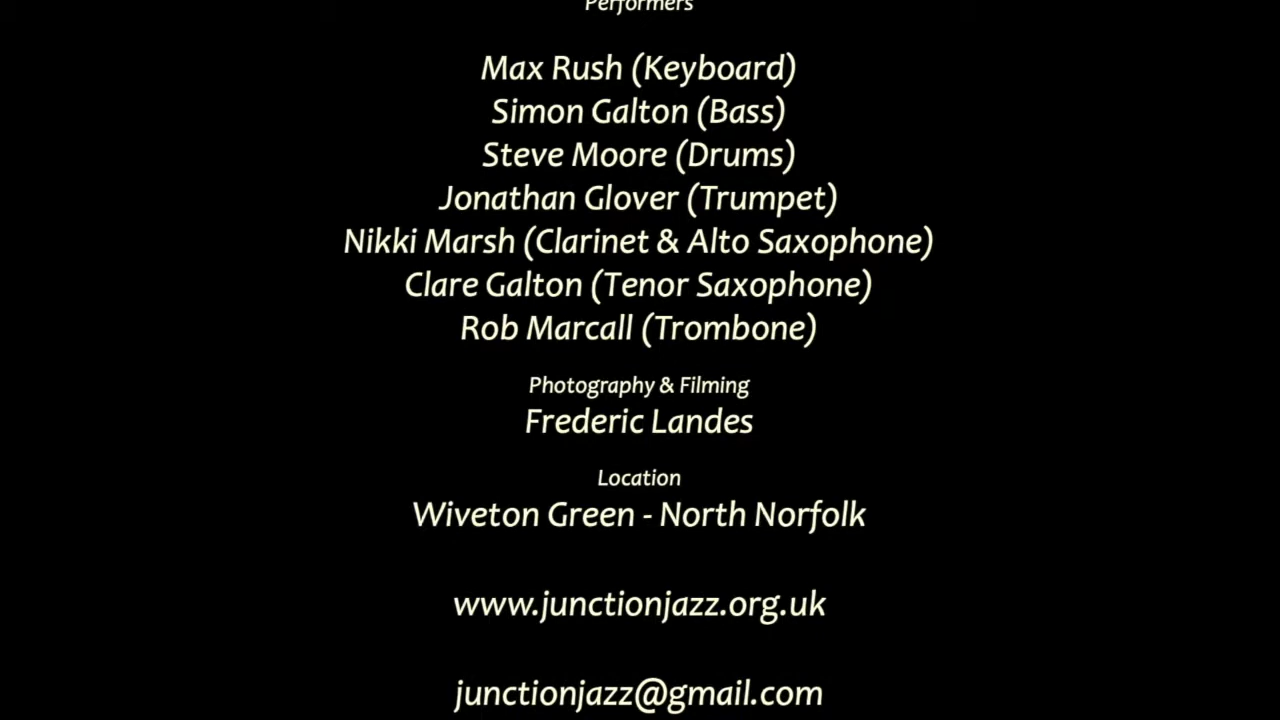 Performers
Max Rush (Keyboard)
Simon Galton (Bass)
Steve Moore (Drums)
Jonathan Glover (Trumpet)
Nikki Marsh (Clarinet & Alto Saxophone)
Clare Galton (Tenor Saxophone)
Rob Marcall (Trombone)
Photography & Filming
Frederic Landes
Location
Wiveton Green - North Norfolk
www.junctionjazz.org.uk
junctionjazz@gmail.com